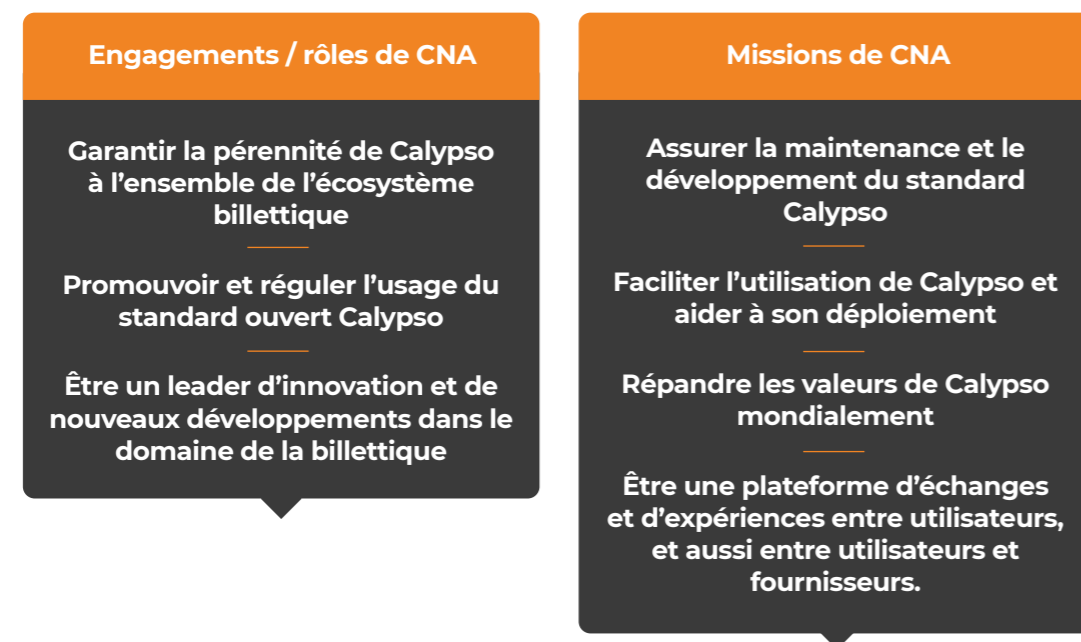 Engagements / rôles de CNA
Garantir la pérennité de Calypso
à l’ensemble de l’écosystème
billettique
Promouvoir et réguler l’usage du
standard ouvert Calypso
Être un leader d’innovation et de
nouveaux développements dans le
domaine de la billettique
Missions de CNA
Assurer la maintenance et le
développement du standard
Calypso
Faciliter l’utilisation de Calypso et
aider à son déploiement
Répandre les valeurs de Calypso
mondialement
Être une plateforme d’échanges
et d’expériences entre utilisateurs,
et aussi entre utilisateurs et
fournisseurs.